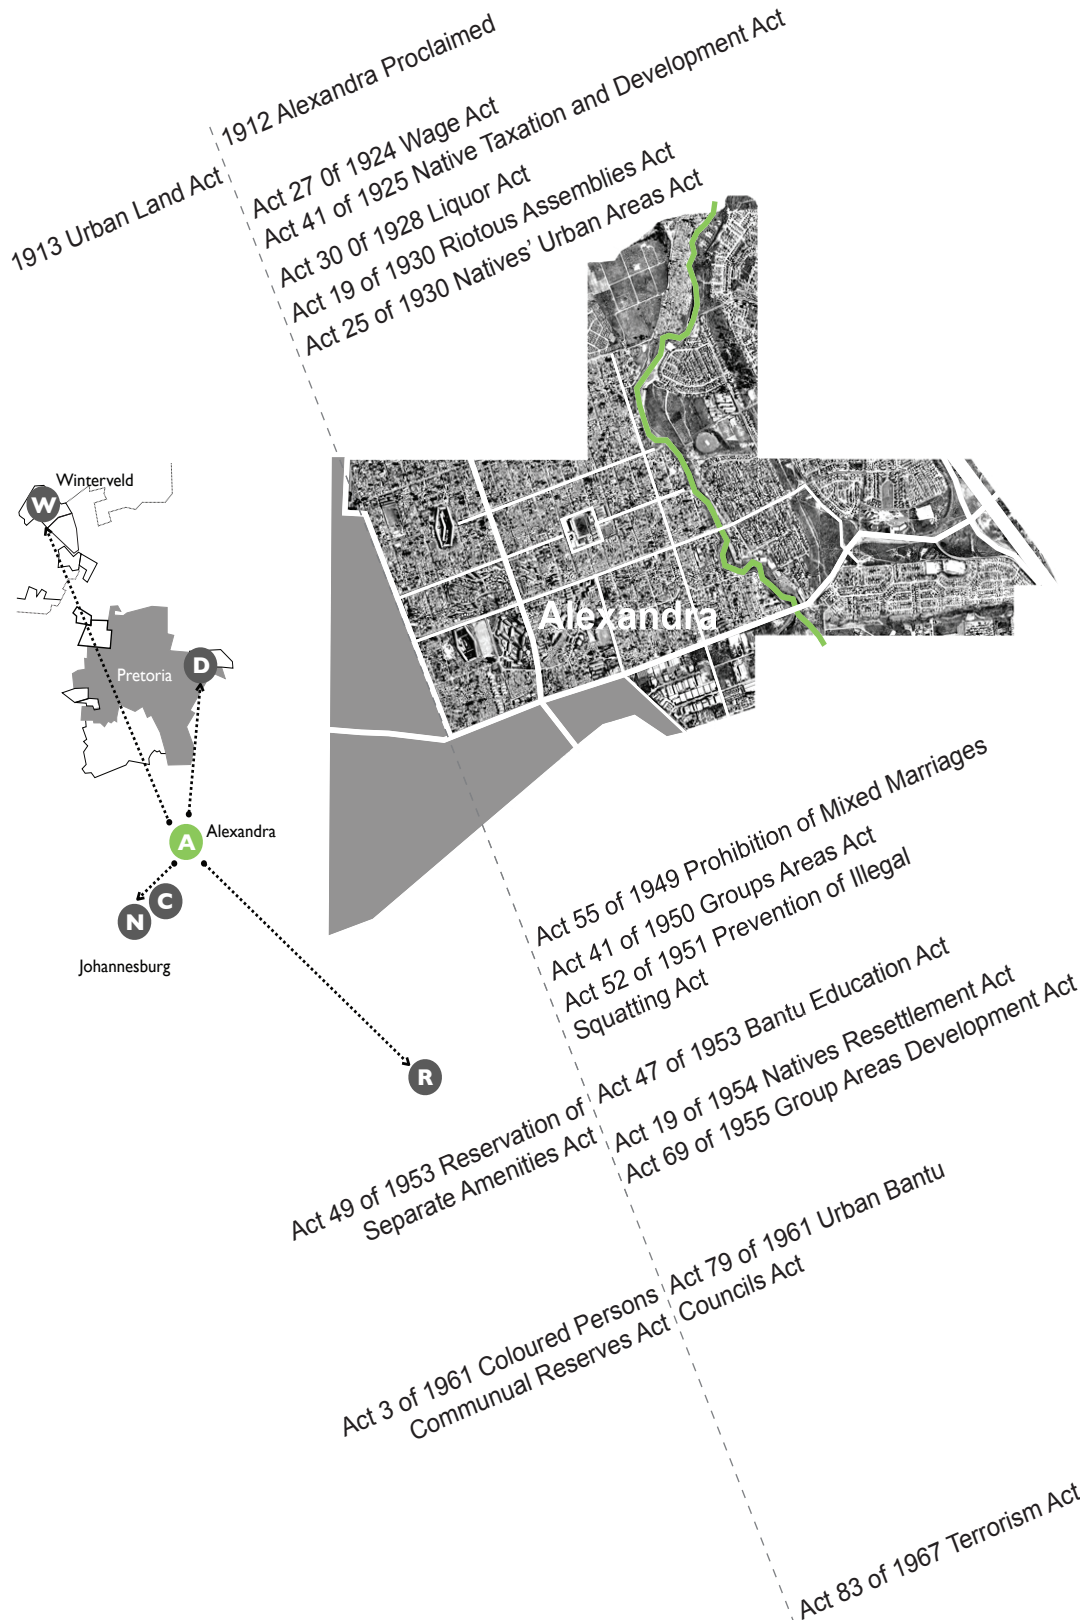 1912 Alexandra Proclaimed
1913 Urban Land Act
Act 27 0f 1924 Wage Act
Act 41 of 1925 Native Taxation and Development Act
Act 30 0f 1928 Liquor Act
Act 19 of 1930 Riotous Assemblies Act
Act 25 of 1930 Natives’ Urban Areas Act
Winterveld
W
Pretoria
D
Alexandra
A
Alexandra
C
N
Johannesburg
R
Act 55 of 1949 Prohibition of Mixed Marriages
Act 41 of 1950 Groups Areas Act
Act 52 of 1951 Prevention of Illegal
Squatting Act
Act 47 of 1953 Bantu Education Act
Act 49 of 1953 Reservation of
Separate Amenities Act
Act 19 of 1954 Natives Resettlement Act
Act 69 of 1955 Group Areas Development Act
Act 79 of 1961 Urban Bantu
Councils Act
Act 3 of 1961 Coloured Persons
Communual Reserves Act
Act 83 of 1967 Terrorism Act